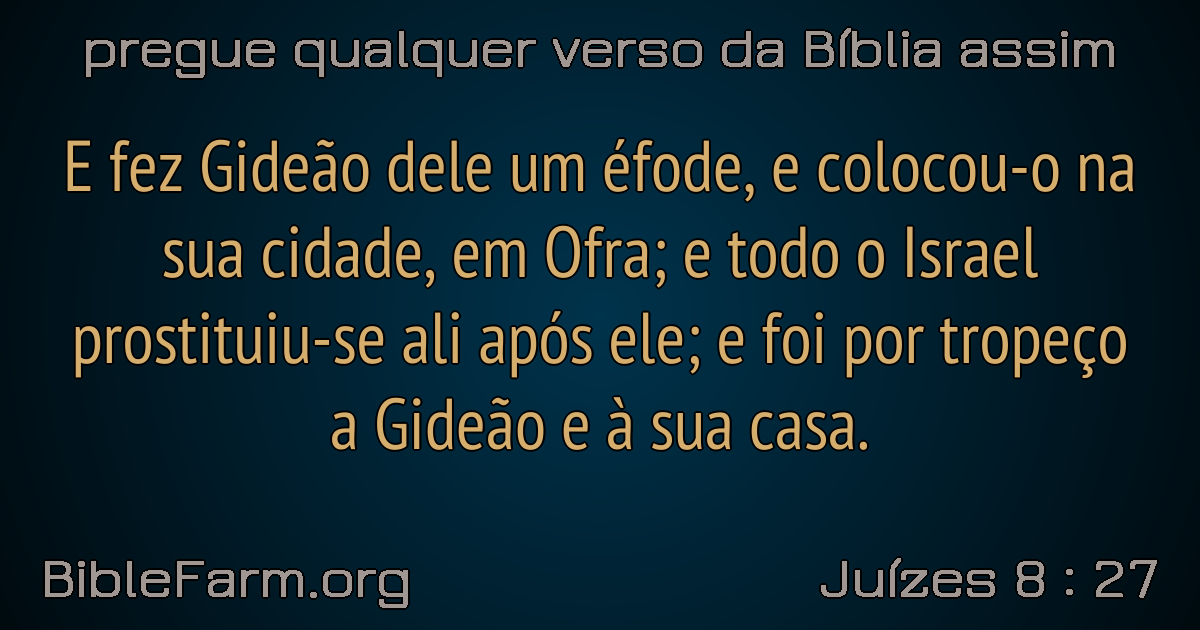 pregue qualquer verso da Bíblia assim
E fez Gideão dele um éfode, e colocou-o na
sua cidade, em Ofra; e todo o Israel
prostituiu-se ali após ele; e foi por tropeço
a Gideão e à sua casa.
BibleFarm.org
Juízes 8 : 27